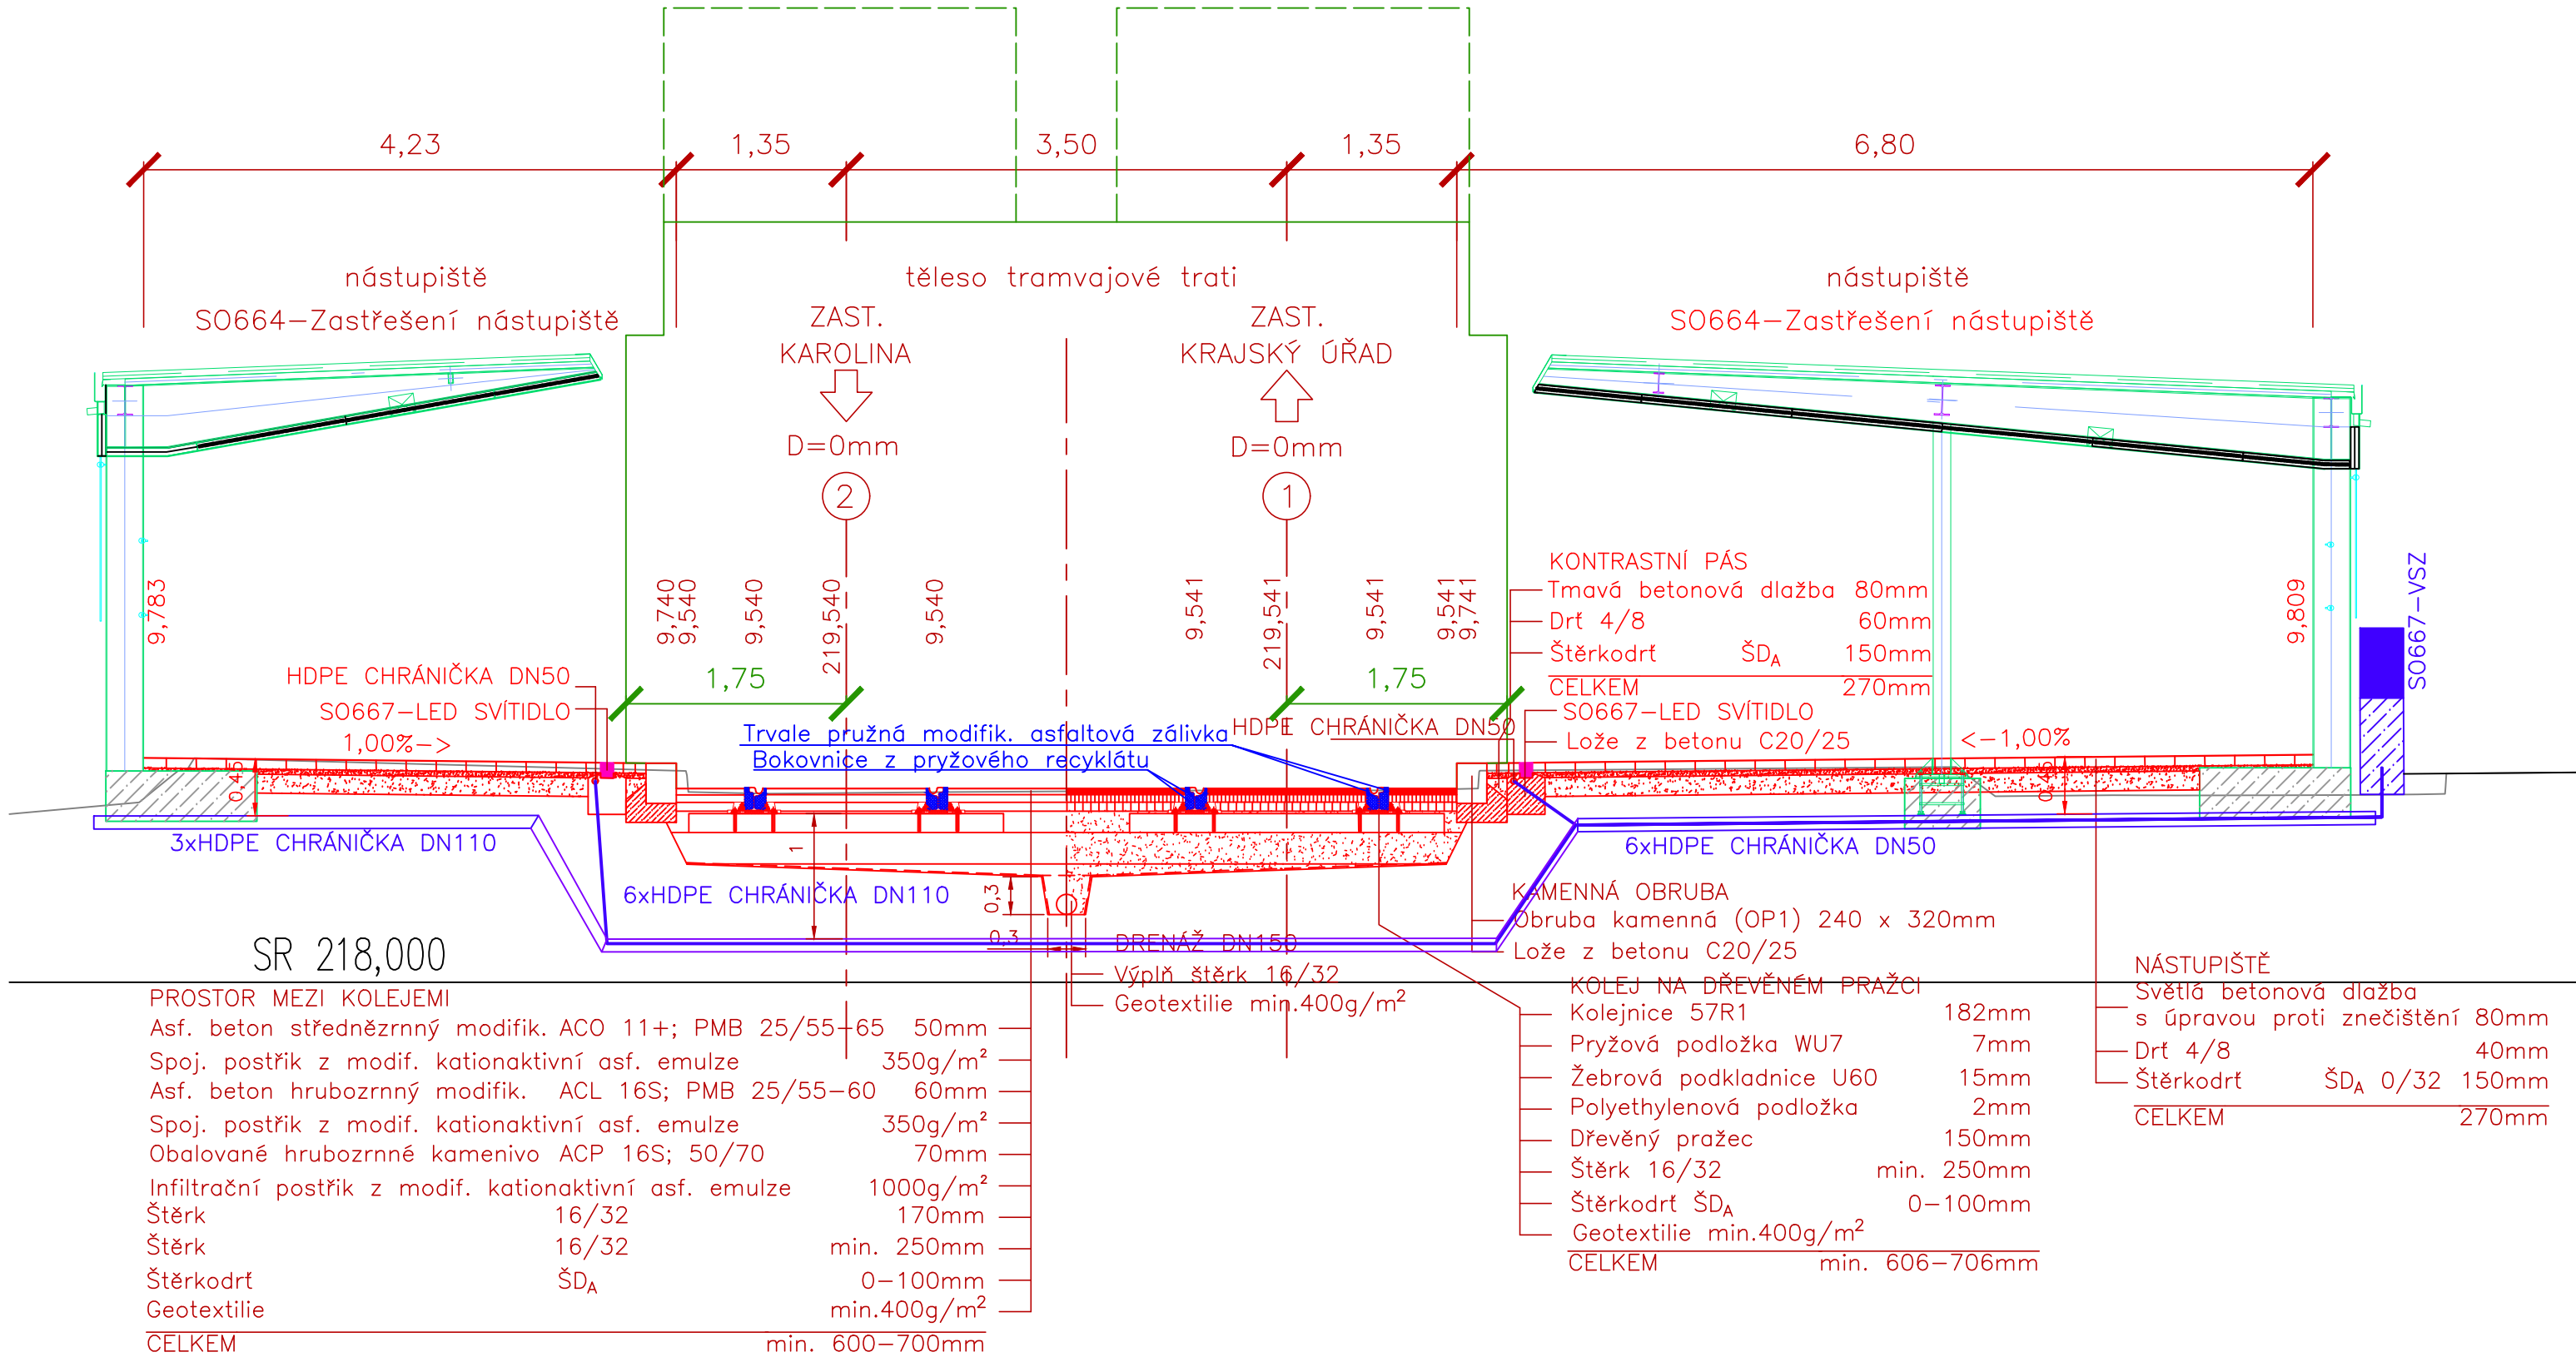 4,23
1,35
3,50
1,35
6,80
nástupiště
SO664-Zastřešení nástupiště
těleso tramvajové trati
nástupiště
SO664-Zastřešení nástupiště
ZAST.
KAROLINA
D=0mm
2
ZAST.
KRAJSKÝ ÚŘAD
D=0mm
1
9,783
9,740
9,540
9,540
219,540
9,540
9,541
219,541
9,541
9,541
9,741
9,809
SO667-VSZ
KONTRASTNÍ PÁS
Tmavá betonová dlažba 80mm
Drť 4/8 60mm
Štěrkodrť ŠDA 150mm
CELKEM 270mm
HDPE CHRÁNIČKA DN50
SO667-LED SVÍTIDLO
1,00%->
1,75
1,75
Trvale pružná modifik. asfaltová zálivka
Bokovnice z pryžového recyklátu
HDPE CHRÁNIČKA DN50
SO667-LED SVÍTIDLO
Lože z betonu C20/25
<-1,00%
0,45
0,45
3xHDPE CHRÁNIČKA DN110
6xHDPE CHRÁNIČKA DN110
6xHDPE CHRÁNIČKA DN50
1
0,3
0,3
KAMENNÁ OBRUBA
Obruba kamenná (OP1) 240 x 320mm
Lože z betonu C20/25
SR 218,000
DRENÁŽ DN150
Výplň štěrk 16/32
Geotextilie min.400g/m²
PROSTOR MEZI KOLEJEMI
Asf. beton střednězrnný modifik. ACO 11+; PMB 25/55-65 50mm
Spoj. postřik z modif. kationaktivní asf. emulze 350g/m²
Asf. beton hrubozrnný modifik. ACL 16S; PMB 25/55-60 60mm
Spoj. postřik z modif. kationaktivní asf. emulze 350g/m²
Obalované hrubozrnné kamenivo ACP 16S; 50/70 70mm
Infiltrační postřik z modif. kationaktivní asf. emulze 1000g/m²
Štěrk 16/32 170mm
Štěrk 16/32 min. 250mm
Štěrkodrť ŠDA 0-100mm
Geotextilie min.400g/m²
CELKEM min. 600-700mm
KOLEJ NA DŘEVĚNÉM PRAŽCI
Kolejnice 57R1 182mm
Pryžová podložka WU7 7mm
Žebrová podkladnice U60 15mm
Polyethylenová podložka 2mm
Dřevěný pražec 150mm
Štěrk 16/32 min. 250mm
Štěrkodrť ŠDA 0-100mm
Geotextilie min.400g/m²
CELKEM min. 606-706mm
NÁSTUPIŠTĚ
Světlá betonová dlažba
s úpravou proti znečištění 80mm
Drť 4/8 40mm
Štěrkodrť ŠDA 0/32 150mm
CELKEM 270mm